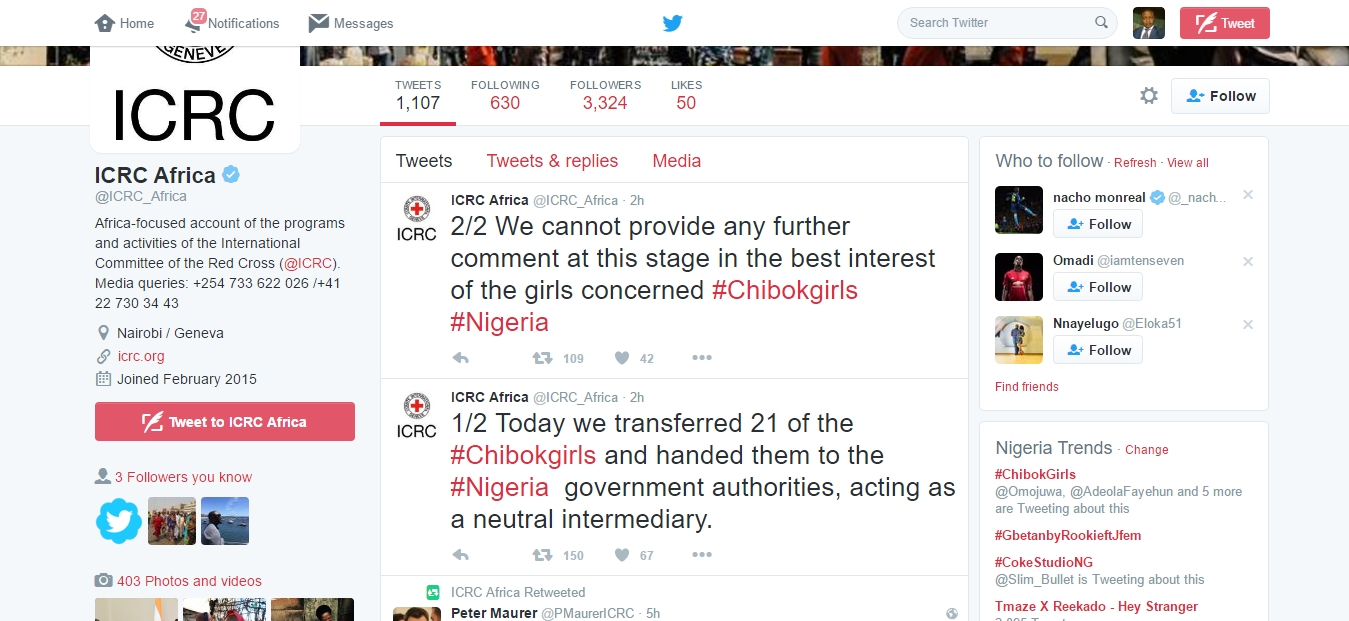 Home
27
Notifications
Messages
Search Twitter
Tweet
GENEVE
ICRC
TWEETS
1,107
FOLLOWING
630
FOLLOWERS
3,324
LIKES
50
Follow
ICRC Africa
@ICRC_Africa
Africa-focused account of the programs
and activities of the International
Committee of the Red Cross (@ICRC).
Media queries: +254 733 622 026 /+41
22 730 34 43
Nairobi / Geneva
icrc.org
Joined February 2015
Tweet to ICRC Africa
3 Followers you know
403 Photos and videos
Tweets Tweets & replies Media
ICRC
ICRC Africa @ICRC_Africa · 2h
2/2 We cannot provide any further
comment at this stage in the best interest
of the girls concerned #Chibokgirls
#Nigeria
109 42
ICRC
ICRC Africa @ICRC_Africa · 2h
1/2 Today we transferred 21 of the
#Chibokgirls and handed them to the
#Nigeria government authorities, acting as
a neutral intermediary.
150 67
ICRC Africa Retweeted
Peter Maurer @PMaurerICRC · 5h
Who to follow · Refresh · View all
nacho monreal @_nach...
Follow
Omadi @iamtenseven
Follow
Nnayelugo @Eloka51
Follow
Find friends
Nigeria Trends · Change
#ChibokGirls
@Omojuwa, @AdeolaFayehun and 5 more
are Tweeting about this
#GbetanbyRookieftJfem
#CokeStudioNG
@Slim_Bullet is Tweeting about this
Tmaze X Reekado - Hey Stranger